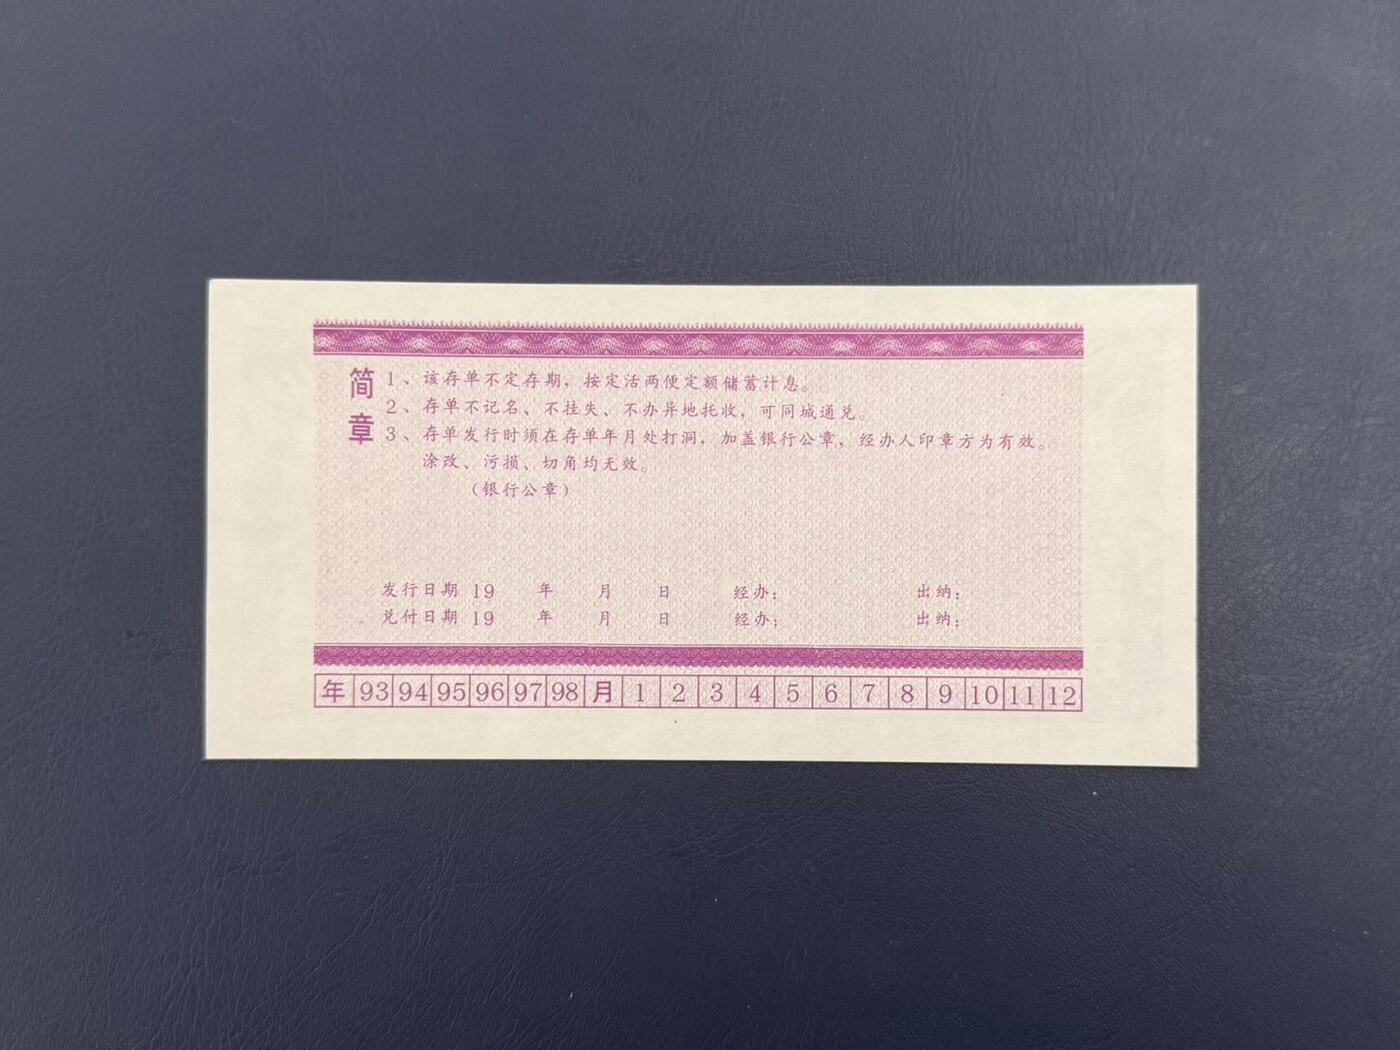 简章
1、该存单不定存期，按定活两便定额储蓄计息。
2、存单不记名、不挂失、不办异地托收，可同城通兑。
3、存单发行时须在存单年月处打洞，加盖银行公章，经办人印章方为有效。
涂改、污损、切角均无效。
（银行公章）
发行日期 19 年 月 日 经办： 出纳：
兑付日期 19 年 月 日 经办： 出纳：
年 93 94 95 96 97 98 月 1 2 3 4 5 6 7 8 9 10 11 12